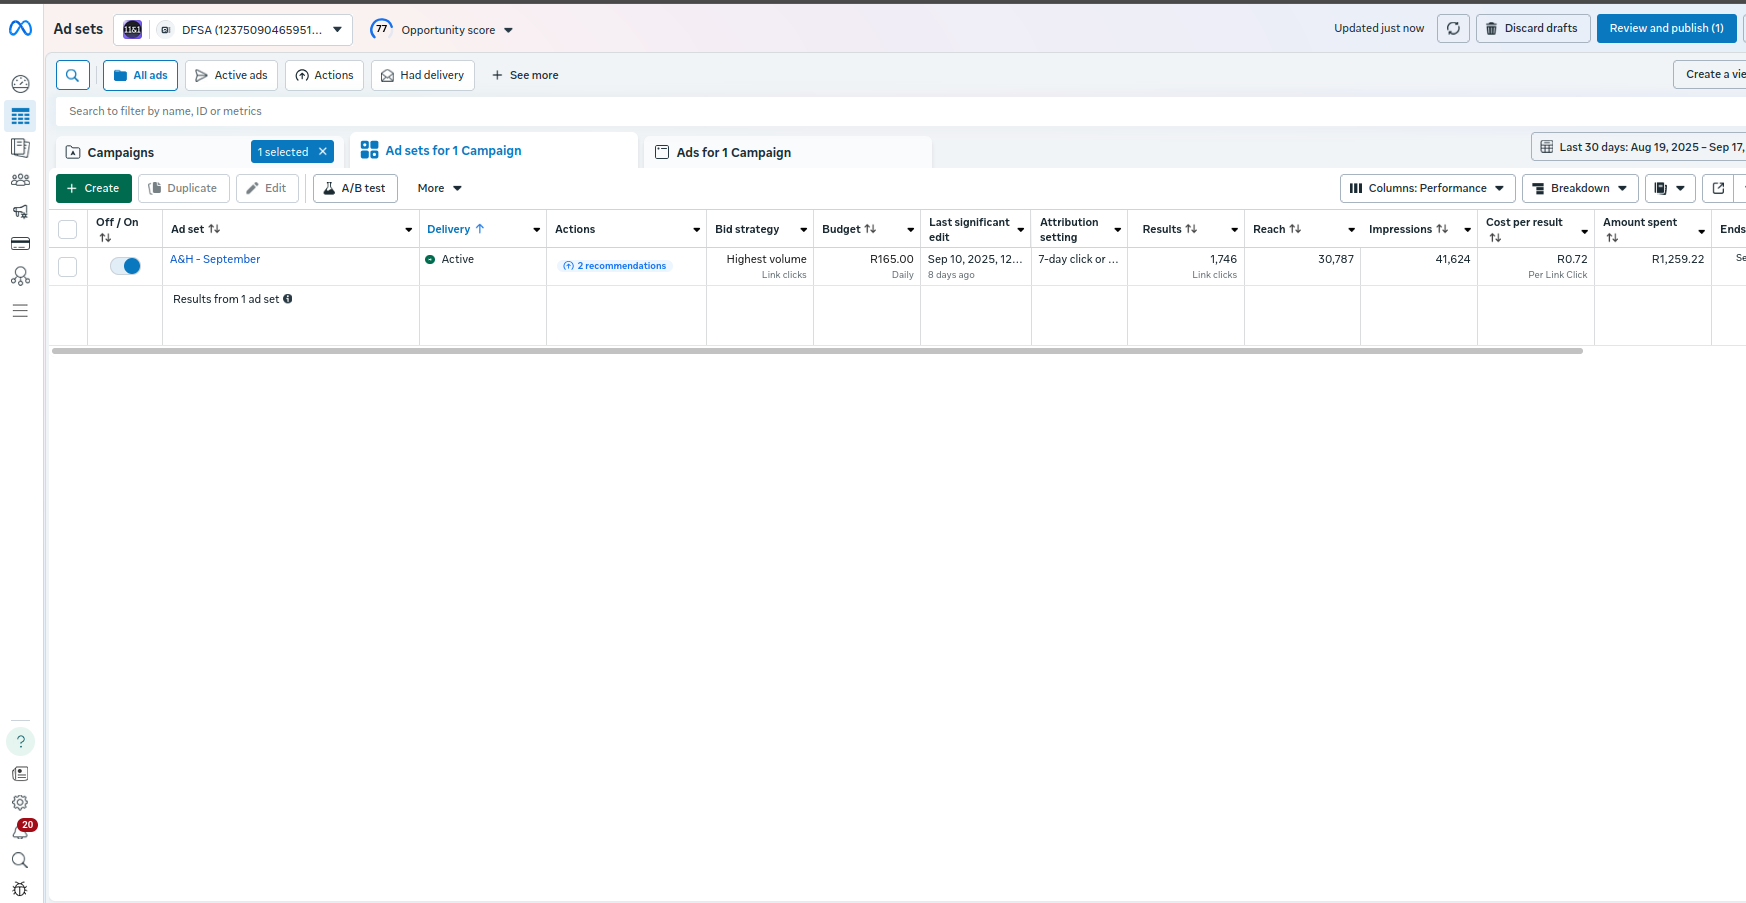 Ad sets
11&1
DFSA (12375090465951...
77
Opportunity score
Updated just now
Discard drafts
Review and publish (1)
All ads
Active ads
Actions
Had delivery
See more
Create a vie
Search to filter by name, ID or metrics
Campaigns
1 selected
Ad sets for 1 Campaign
Ads for 1 Campaign
Last 30 days: Aug 19, 2025 – Sep 17,
Create
Duplicate
Edit
A/B test
More
Columns: Performance
Breakdown
Off / On
Ad set
Delivery
Actions
Bid strategy
Budget
Last significant
edit
Attribution
setting
Results
Reach
Impressions
Cost per result
Amount spent
Ends
A&H - September
Active
2 recommendations
Highest volume
Link clicks
R165.00
Daily
Sep 10, 2025, 12...
8 days ago
7-day click or ...
1,746
Link clicks
30,787
41,624
R0.72
Per Link Click
R1,259.22
Se
Results from 1 ad set
?
20